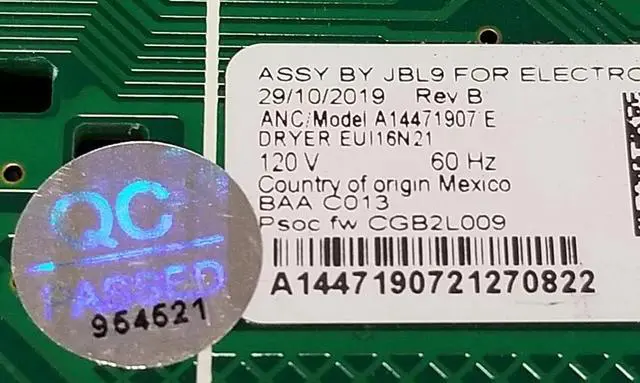 ASSY BY JBL9 FOR ELECTRO
29/10/2019 Rev B
ANC/Model A14471907 E
DRYER EUI16N21
120 V 60 Hz
Country of origin Mexico
BAA C013
Psoc fw CGB2L009
A1447190721270822
QC
PASSED
964621